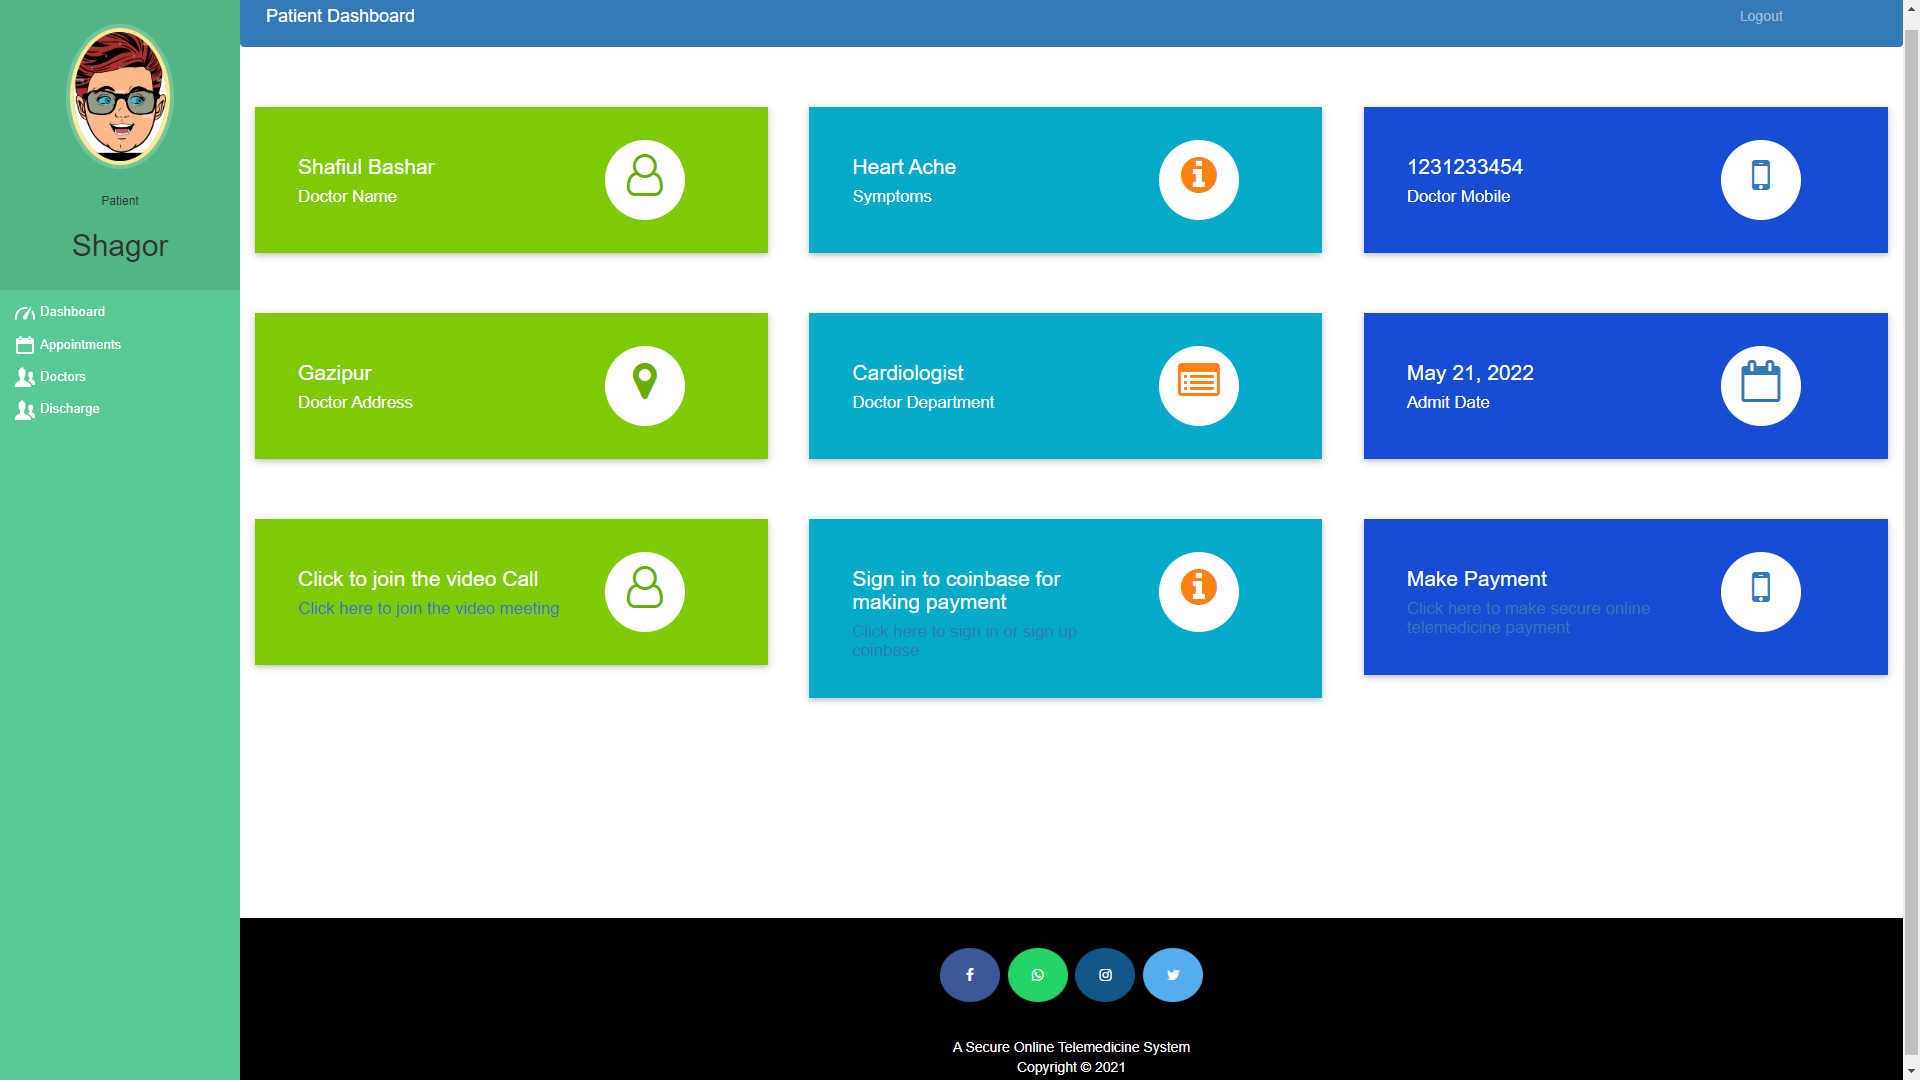 Patient Dashboard
Logout
Patient
Shagor
Dashboard
Appointments
Doctors
Discharge
Shafiul Bashar
Doctor Name
Heart Ache
Symptoms
1231233454
Doctor Mobile
Gazipur
Doctor Address
Cardiologist
Doctor Department
May 21, 2022
Admit Date
Click to join the video Call
Click here to join the video meeting
Sign in to coinbase for
making payment
Click here to sign in or sign up
coinbase
Make Payment
Click here to make secure online
telemedicine payment
A Secure Online Telemedicine System
Copyright © 2021